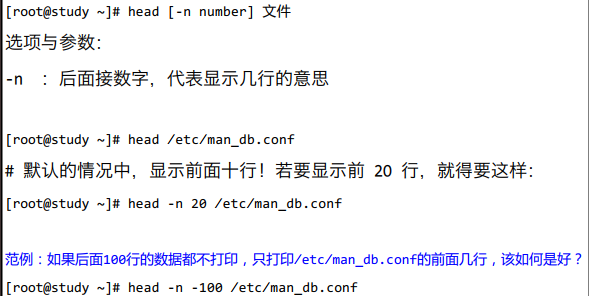 [root@study ~]# head [-n number] 文件
选项与参数：
-n ：后面接数字，代表显示几行的意思
[root@study ~]# head /etc/man_db.conf
# 默认的情况中，显示前面十行！若要显示前 20 行，就得要这样：
[root@study ~]# head -n 20 /etc/man_db.conf
范例：如果后面100行的数据都不打印，只打印/etc/man_db.conf的前面几行，该如何是好？
[root@study ~]# head -n -100 /etc/man_db.conf